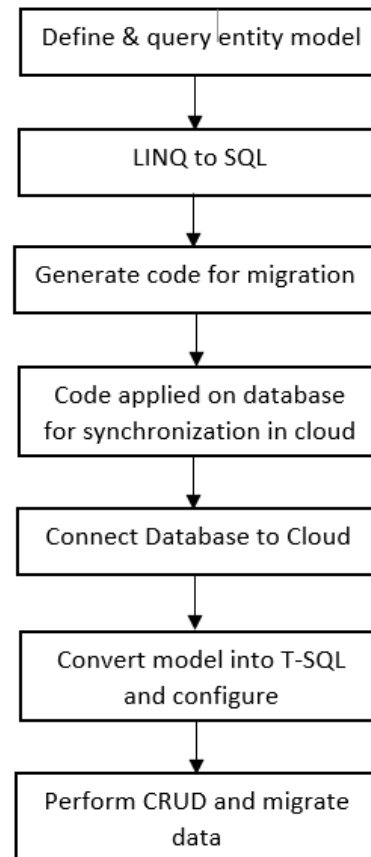 Define & query entity model
LINQ to SQL
Generate code for migration
Code applied on database
for synchronization in cloud
Connect Database to Cloud
Convert model into T-SQL
and configure
Perform CRUD and migrate
data